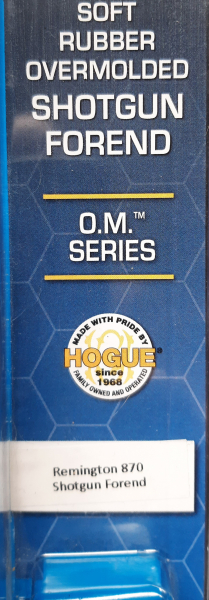 SOFT
RUBBER
OVERMOLDED
SHOTGUN
FOREND
O.M.™
SERIES
MADE WITH PRIDE BY
HOGUE®
since
1968
FAMILY OWNED AND OPERATED
Remington 870
Shotgun Forend